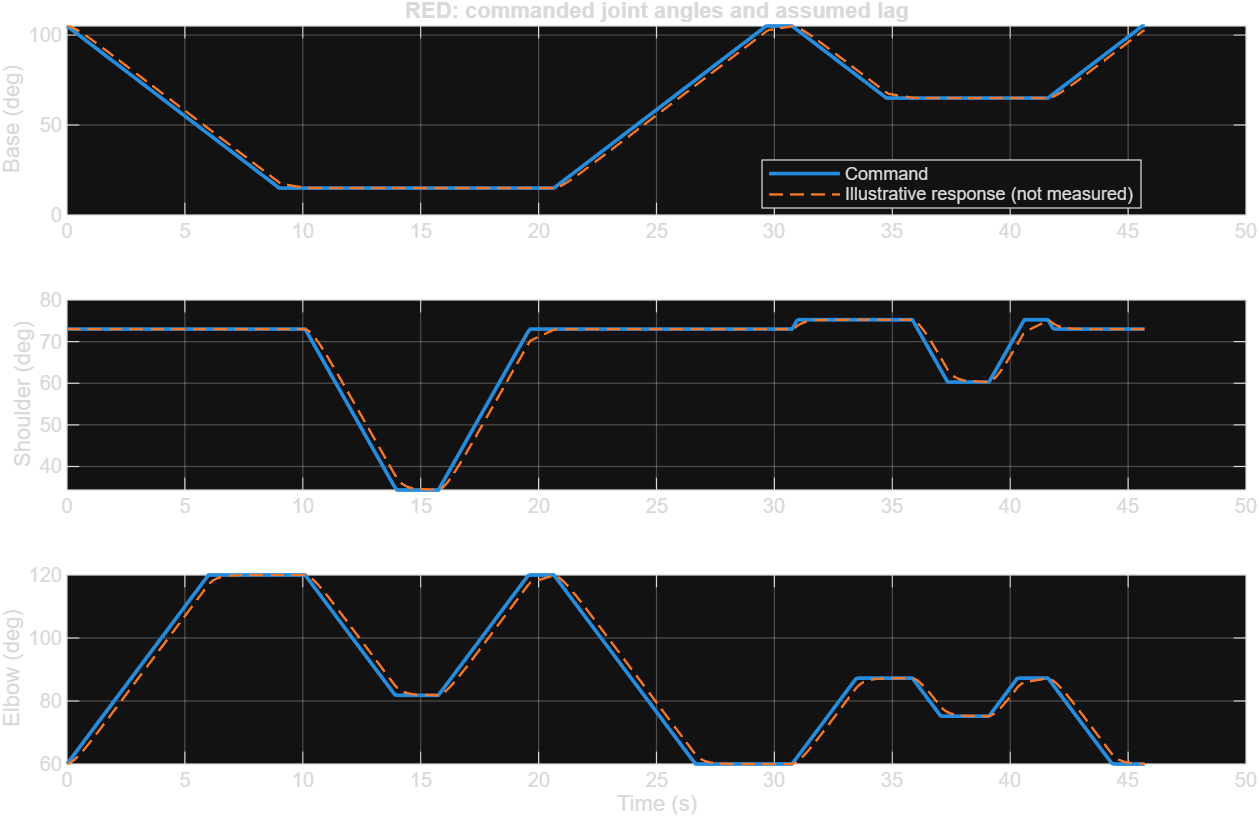 RED: commanded joint angles and assumed lag
100
50
0
Base (deg)
Command
Illustrative response (not measured)
0 5 10 15 20 25 30 35 40 45 50
80
70
60
50
40
Shoulder (deg)
0 5 10 15 20 25 30 35 40 45 50
120
100
80
60
Elbow (deg)
0 5 10 15 20 25 30 35 40 45 50
Time (s)